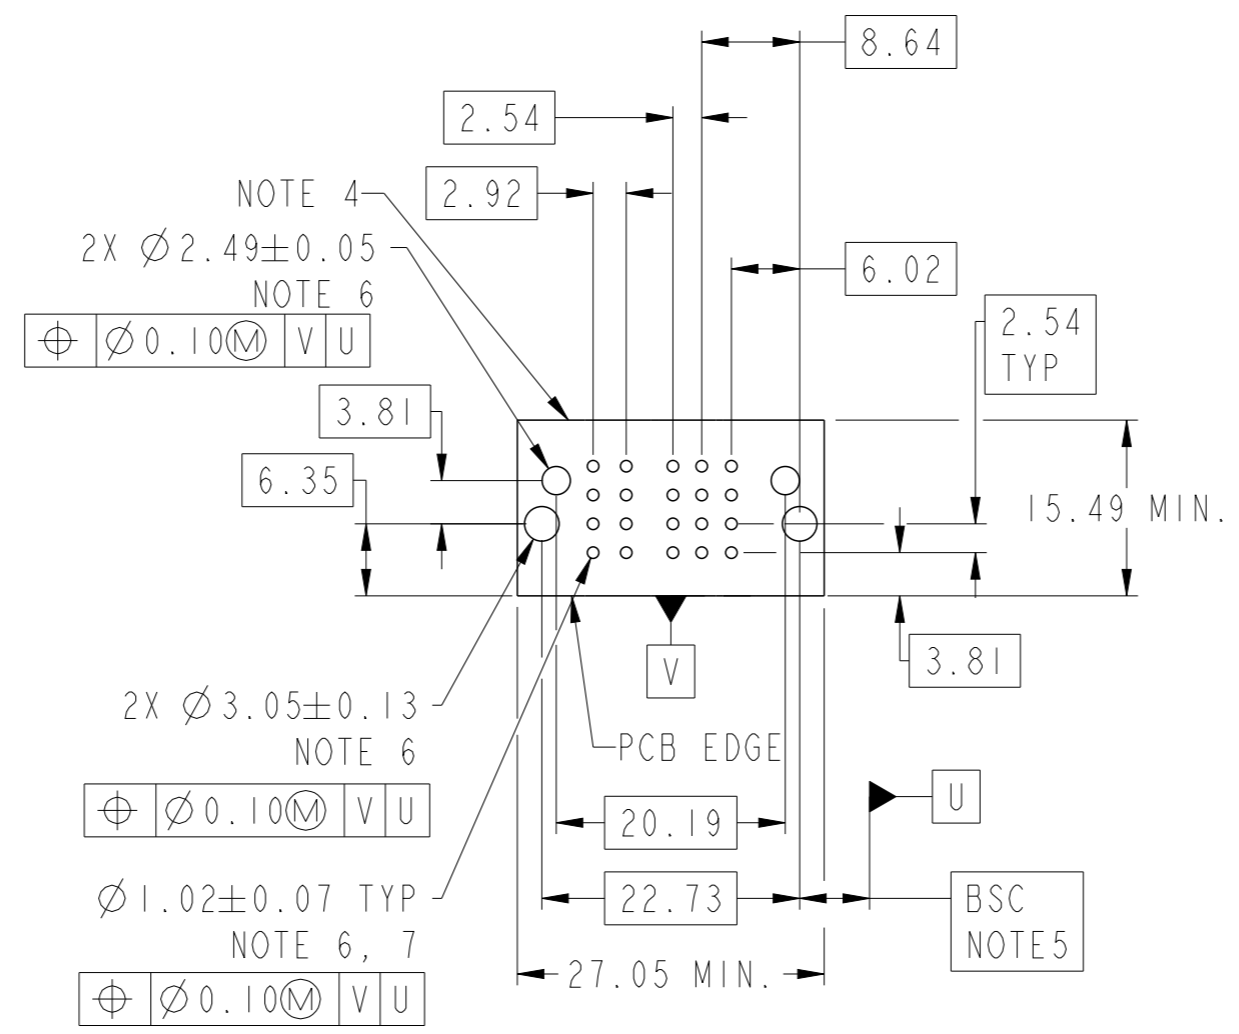 8.64
2.54
2.92
NOTE 4
2X ∅2.49±0.05
NOTE 6
⌖ ∅0.10Ⓜ V U
6.02
2.54
TYP
3.81
6.35
15.49 MIN.
3.81
V
2X ∅3.05±0.13
NOTE 6
⌖ ∅0.10Ⓜ V U
PCB EDGE
U
20.19
∅1.02±0.07 TYP
NOTE 6, 7
⌖ ∅0.10Ⓜ V U
22.73
BSC
NOTE5
27.05 MIN.